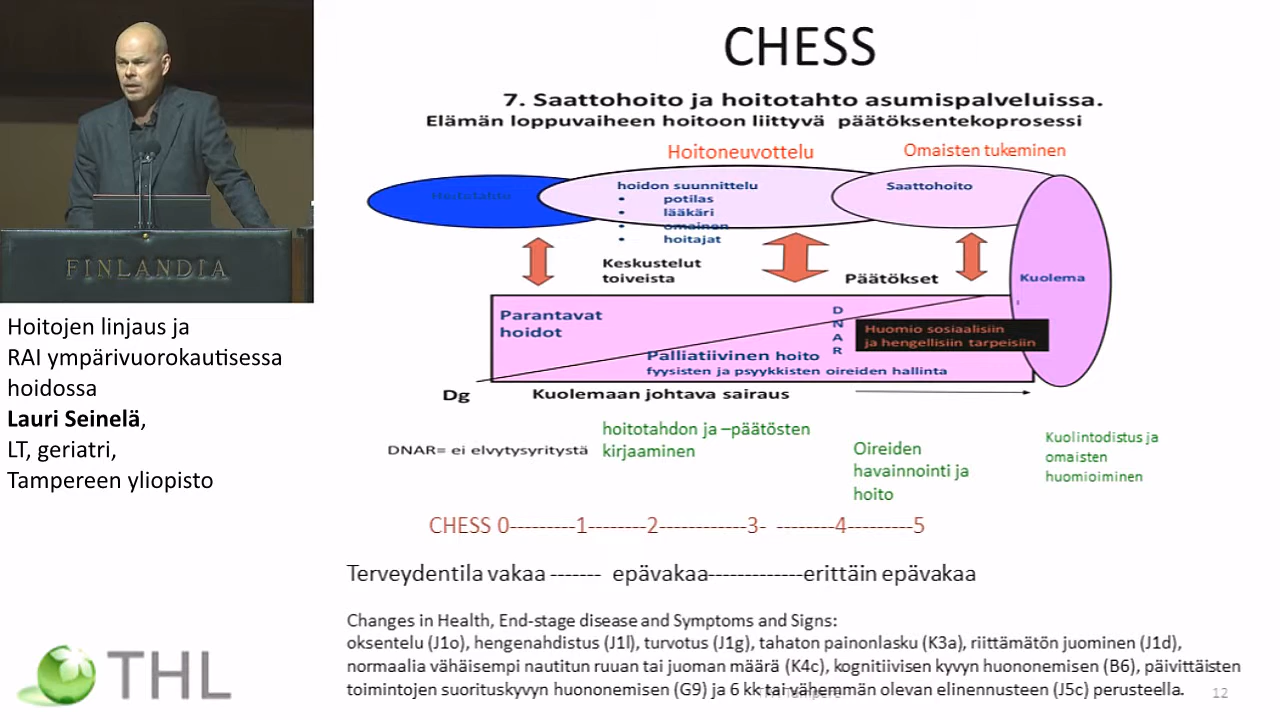 CHESS
7. Saattohoito ja hoitotahto asumispalveluissa.
Elämän loppuvaiheen hoitoon liittyvä päätöksentekoprosessi
Hoitoneuvottelu
Omaisten tukeminen
Hoitotahto
hoidon suunnittelu
• potilas
• lääkäri
• omainen
• hoitajat
Saattohoito
Keskustelut
toiveista
Päätökset
Kuolema
Parantavat
hoidot
D
N
A
R
Huomio sosiaalisiin
ja hengellisiin tarpeisiin
Palliatiivinen hoito
fyysisten ja psyykkisten oireiden hallinta
Dg
Kuolemaan johtava sairaus
DNAR= ei elvytysyritystä
hoitotahdon ja –päätösten
kirjaaminen
Oireiden
havainnointi ja
hoito
Kuolintodistus ja
omaisten
huomioiminen
CHESS 0---------1--------2------------3- --------4---------5
Terveydentila vakaa ------- epävakaa-------------erittäin epävakaa
Changes in Health, End-stage disease and Symptoms and Signs:
oksentelu (J1o), hengenahdistus (J1l), turvotus (J1g), tahaton painonlasku (K3a), riittämätön juominen (J1d),
normaalia vähäisempi nautitun ruuan tai juoman määrä (K4c), kognitiivisen kyvyn huononemisen (B6), päivittäisten
toimintojen suorituskyvyn huononemisen (G9) ja 6 kk tai vähemmän olevan elinennusteen (J5c) perusteella.
12
FINLANDIA
Hoitojen linjaus ja
RAI ympärivuorokautisessa
hoidossa
Lauri Seinelä,
LT, geriatri,
Tampereen yliopisto
THL